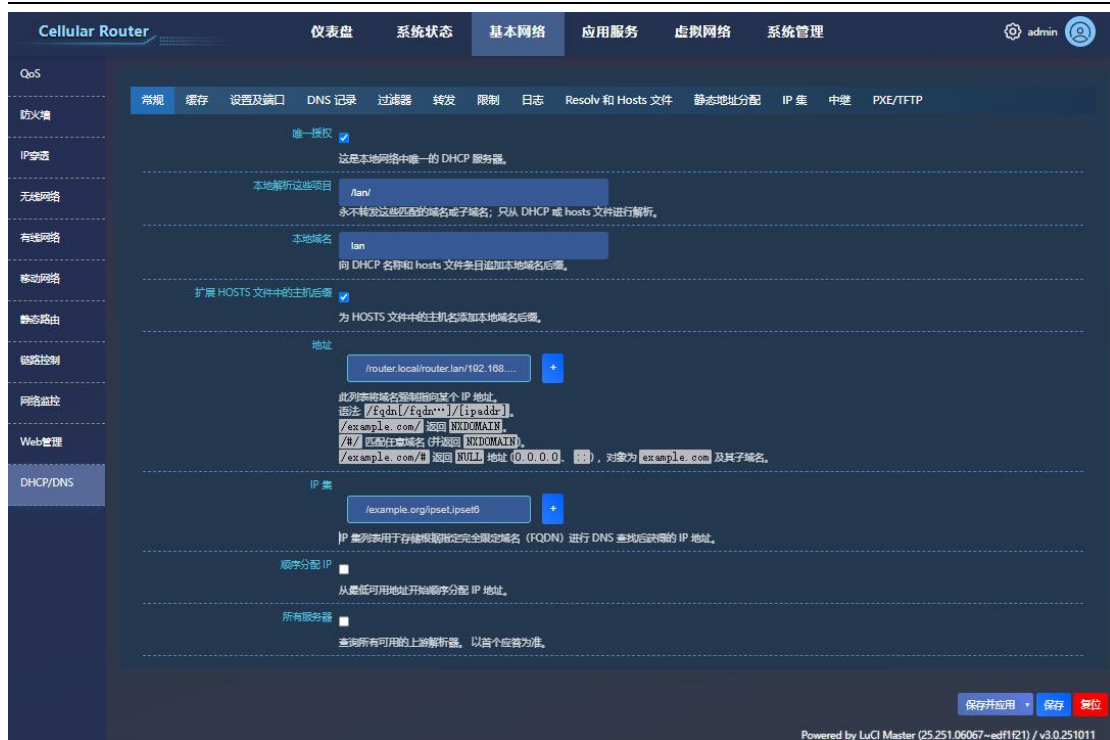 Cellular Router
仪表盘 系统状态 基本网络 应用服务 虚拟网络 系统管理
admin
QoS
防火墙
IP穿透
无线网络
有线网络
移动网络
静态路由
链路控制
网络监控
Web管理
DHCP/DNS
常规 缓存 设置及端口 DNS 记录 过滤器 转发 限制 日志 Resolv 和 Hosts 文件 静态地址分配 IP 集 中继 PXE/TFTP
唯一授权
这是本地网络中唯一的 DHCP 服务器。
本地解析这些项目
/lan/
永不转发这些匹配的域名或子域名；只从 DHCP 或 hosts 文件进行解析。
本地域名
lan
向 DHCP 名称和 hosts 文件条目追加本地域名后缀。
扩展 HOSTS 文件中的主机后缀
为 HOSTS 文件中的主机名添加本地域名后缀。
地址
/router.local/router.lan/192.168.... +
此列表将域名强制指向某个 IP 地址。
语法: /fqdn[/fqdn…]/[ipaddr]。
/example.com/ 返回 NXDOMAIN。
/#/ 匹配任意域名 (并返回 NXDOMAIN)。
/example.com/# 返回 NULL 地址 (0.0.0.0、 ::)，对象为 example.com 及其子域名。
IP 集
/example.org/ipset,ipset6 +
IP 集列表用于存储根据指定完全限定域名（FQDN）进行 DNS 查找后获得的 IP 地址。
顺序分配 IP
从最低可用地址开始顺序分配 IP 地址。
所有服务器
查询所有可用的上游解析器。 以首个应答为准。
保存并应用 保存 复位
Powered by LuCI Master (25.251.06067~edf1f21) / v3.0.251011